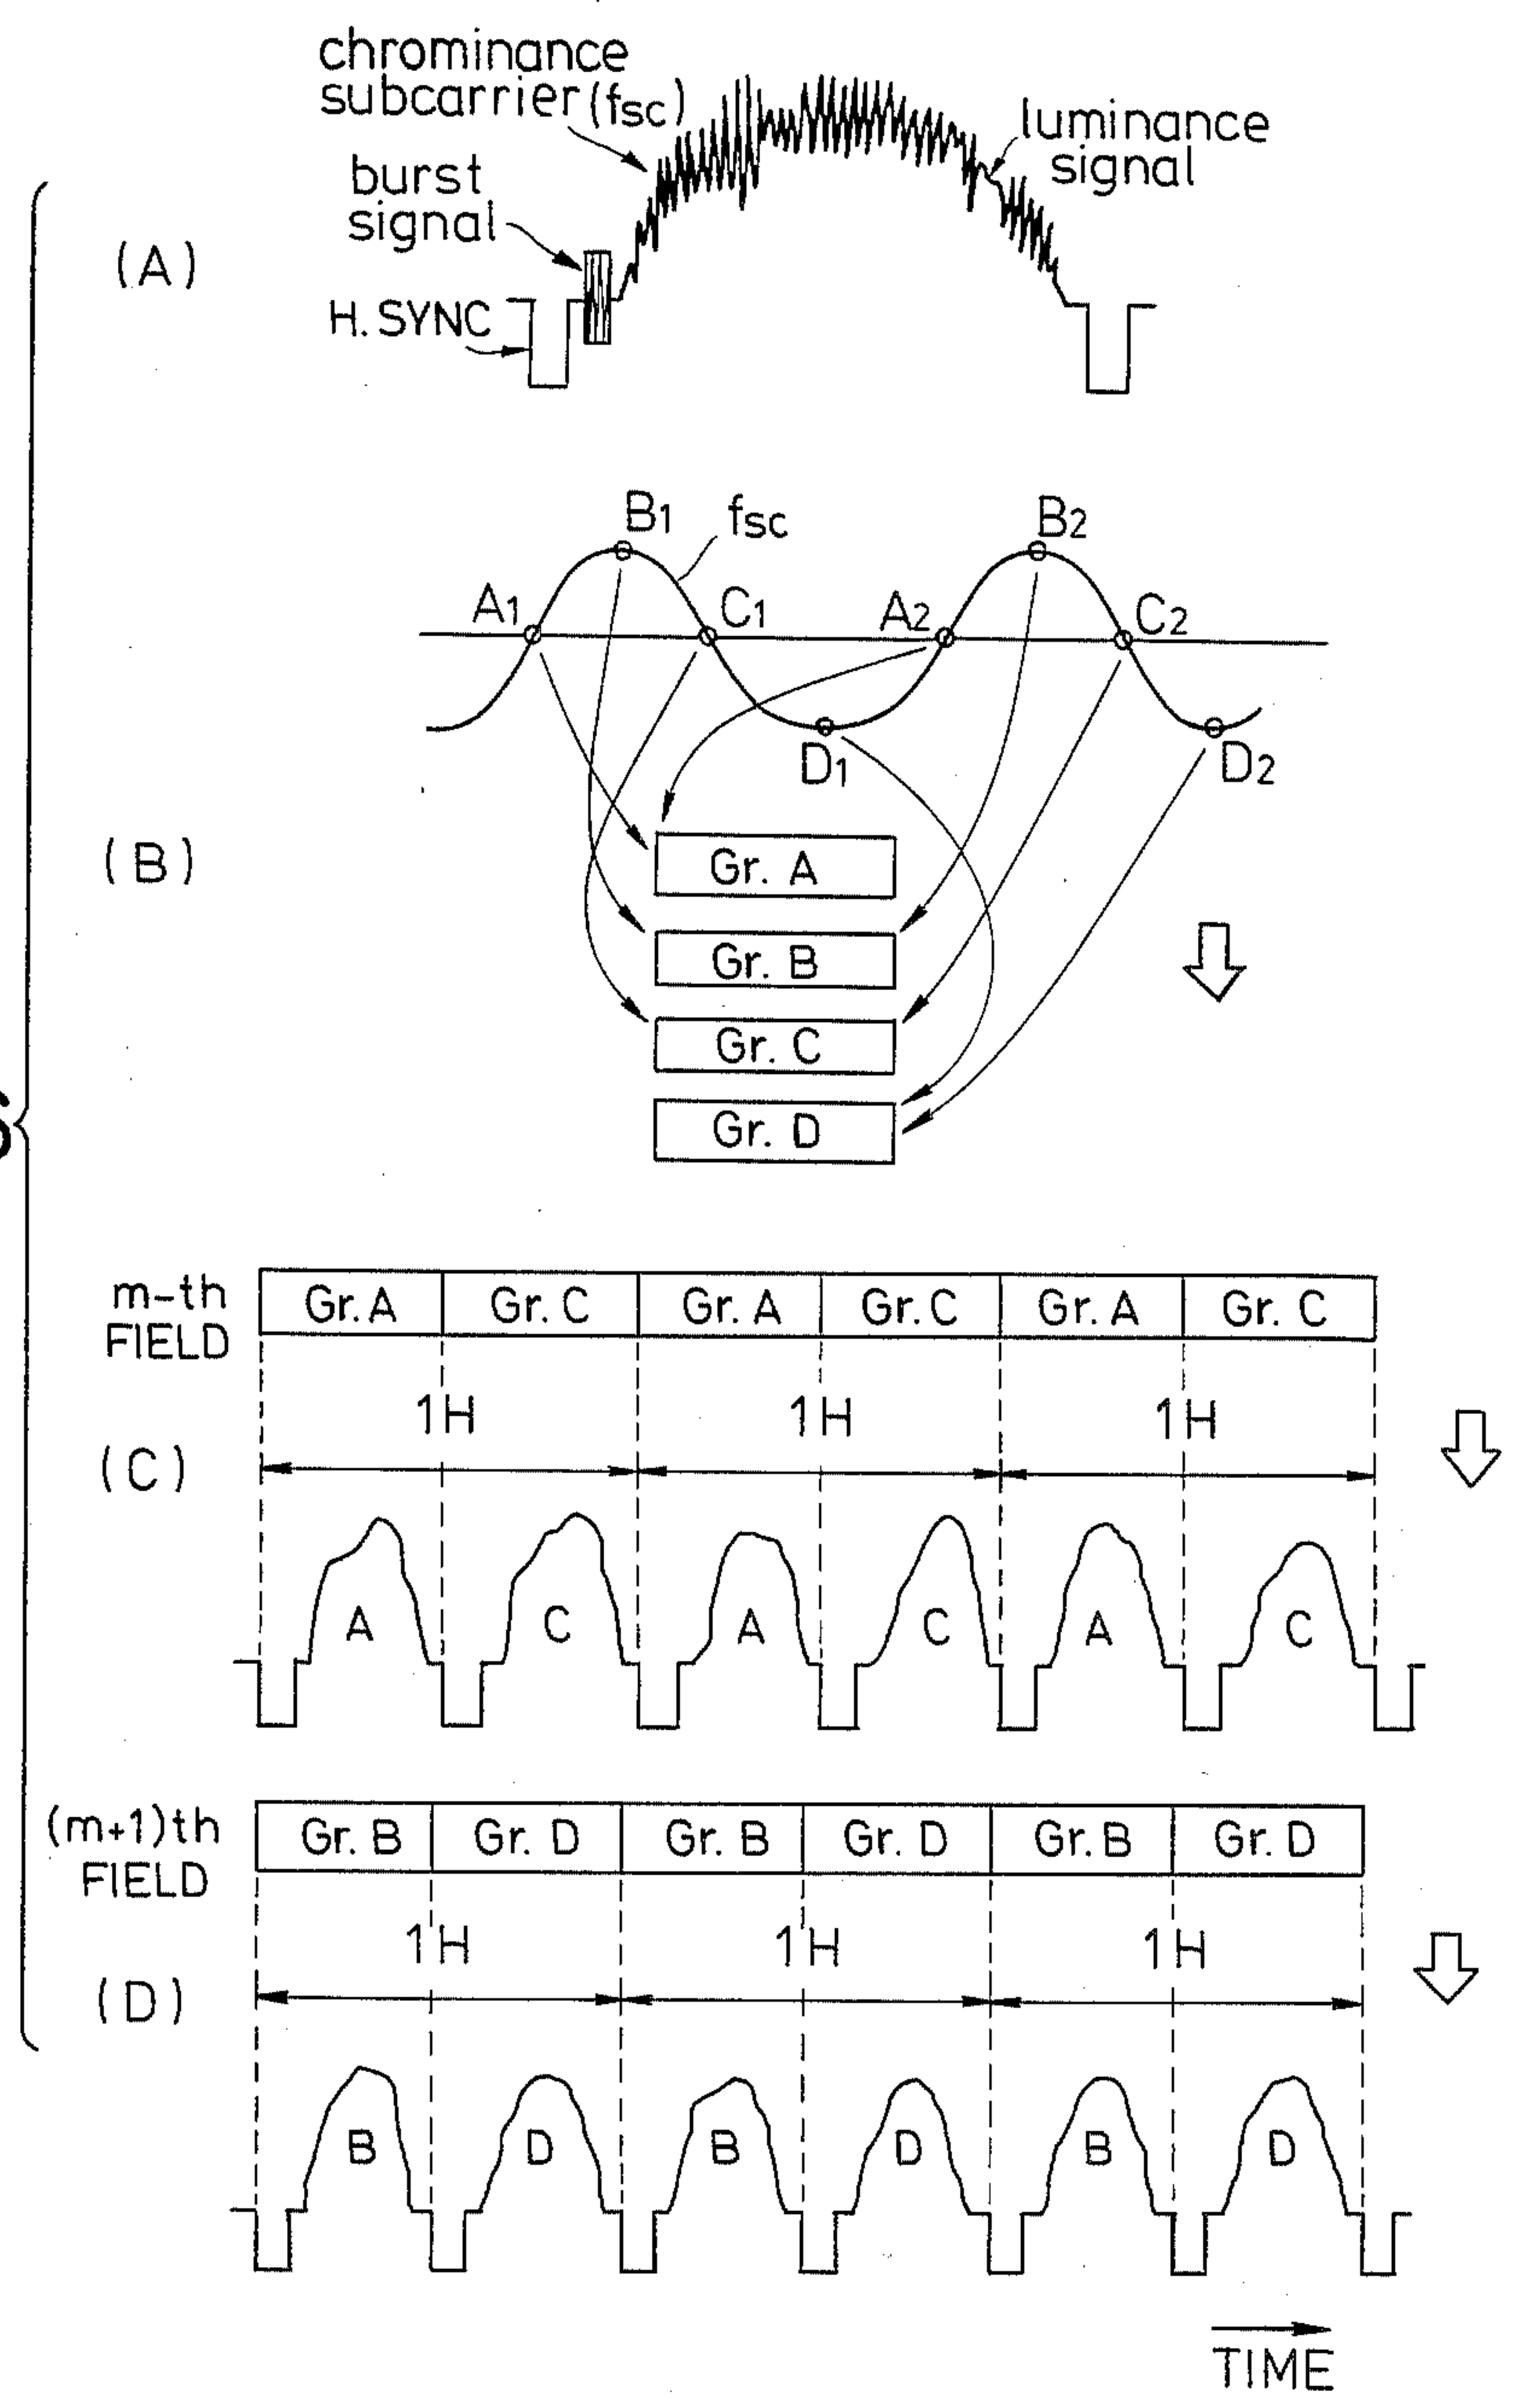 chrominance
subcarrier (fsc)
luminance
signal
burst
signal
(A)
H. SYNC
B1
fsc
B2
A1
C1
A2
C2
D1
D2
(B)
Gr. A
Gr. B
Gr. C
Gr. D
m-th
FIELD
Gr. A Gr. C Gr. A Gr. C Gr. A Gr. C
1H 1H 1H
(C)
A C A C A C
(m+1)th
FIELD
Gr. B Gr. D Gr. B Gr. D Gr. B Gr. D
1H 1H 1H
(D)
B D B D B D
TIME